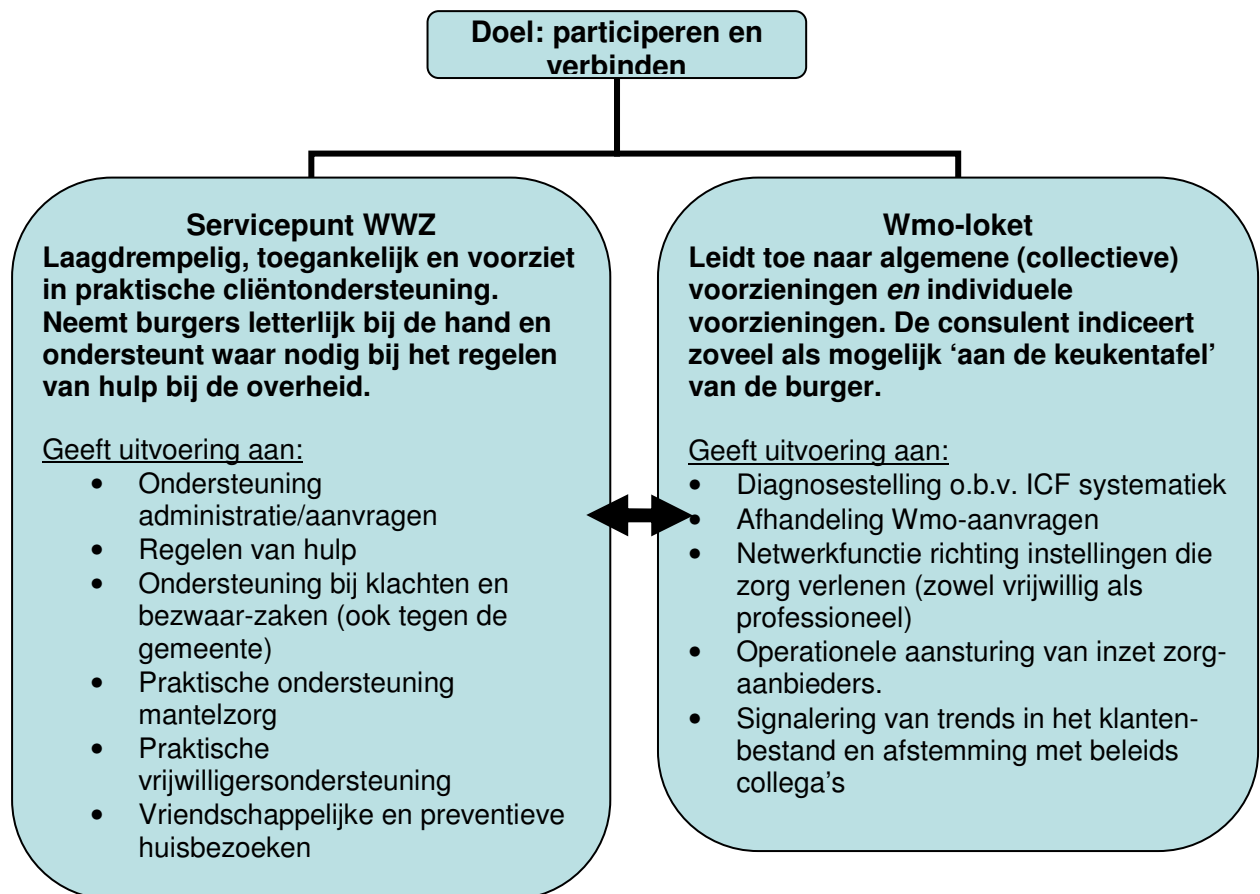 Doel: participeren en
verbinden
Servicepunt WWZ
Laagdrempelig, toegankelijk en voorziet
in praktische cliëntondersteuning.
Neemt burgers letterlijk bij de hand en
ondersteunt waar nodig bij het regelen
van hulp bij de overheid.
Geeft uitvoering aan:
• Ondersteuning
administratie/aanvragen
• Regelen van hulp
• Ondersteuning bij klachten en
bezwaar-zaken (ook tegen de
gemeente)
• Praktische ondersteuning
mantelzorg
• Praktische
vrijwilligersondersteuning
• Vriendschappelijke en preventieve
huisbezoeken
Wmo-loket
Leidt toe naar algemene (collectieve)
voorzieningen en individuele
voorzieningen. De consulent indiceert
zoveel als mogelijk ‘aan de keukentafel’
van de burger.
Geeft uitvoering aan:
• Diagnosestelling o.b.v. ICF systematiek
• Afhandeling Wmo-aanvragen
• Netwerkfunctie richting instellingen die
zorg verlenen (zowel vrijwillig als
professioneel)
• Operationele aansturing van inzet zorg-
aanbieders.
• Signalering van trends in het klanten-
bestand en afstemming met beleids
collega’s